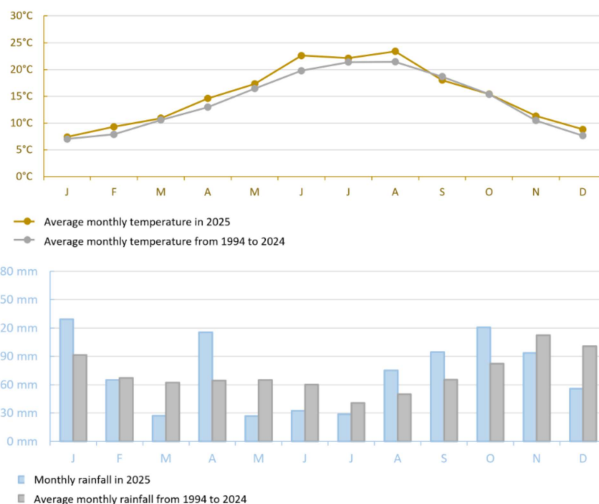 30°C
25°C
20°C
15°C
10°C
5°C
0°C
J F M A M J J A S O N D
Average monthly temperature in 2025
Average monthly temperature from 1994 to 2024
80 mm
50 mm
20 mm
90 mm
60 mm
30 mm
0 mm
J F M A M J J A S O N D
Monthly rainfall in 2025
Average monthly rainfall from 1994 to 2024